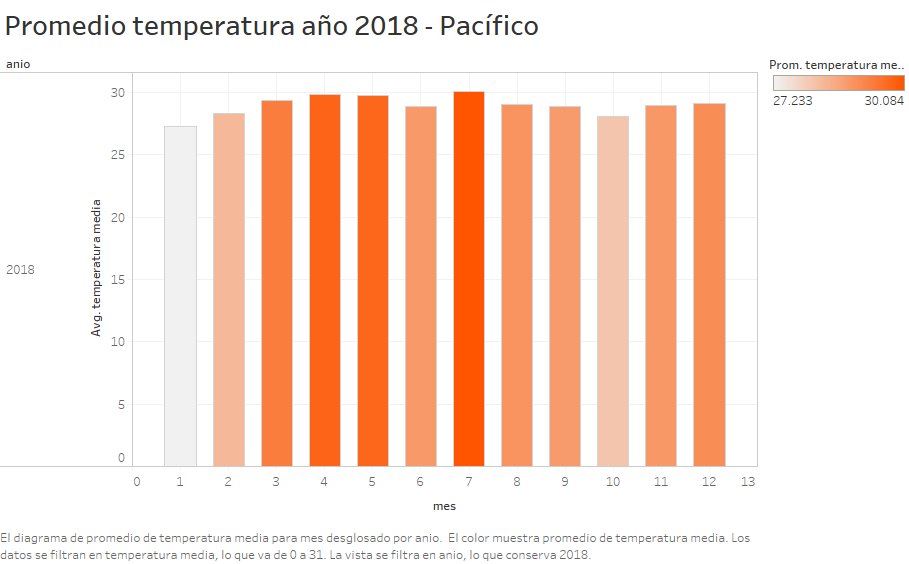 Promedio temperatura año 2018 - Pacífico
anio
Prom. temperatura me..
27.233 30.084
2018
Avg. temperatura media
30
25
20
15
10
5
0
0 1 2 3 4 5 6 7 8 9 10 11 12 13
mes
El diagrama de promedio de temperatura media para mes desglosado por anio. El color muestra promedio de temperatura media. Los
datos se filtran en temperatura media, lo que va de 0 a 31. La vista se filtra en anio, lo que conserva 2018.